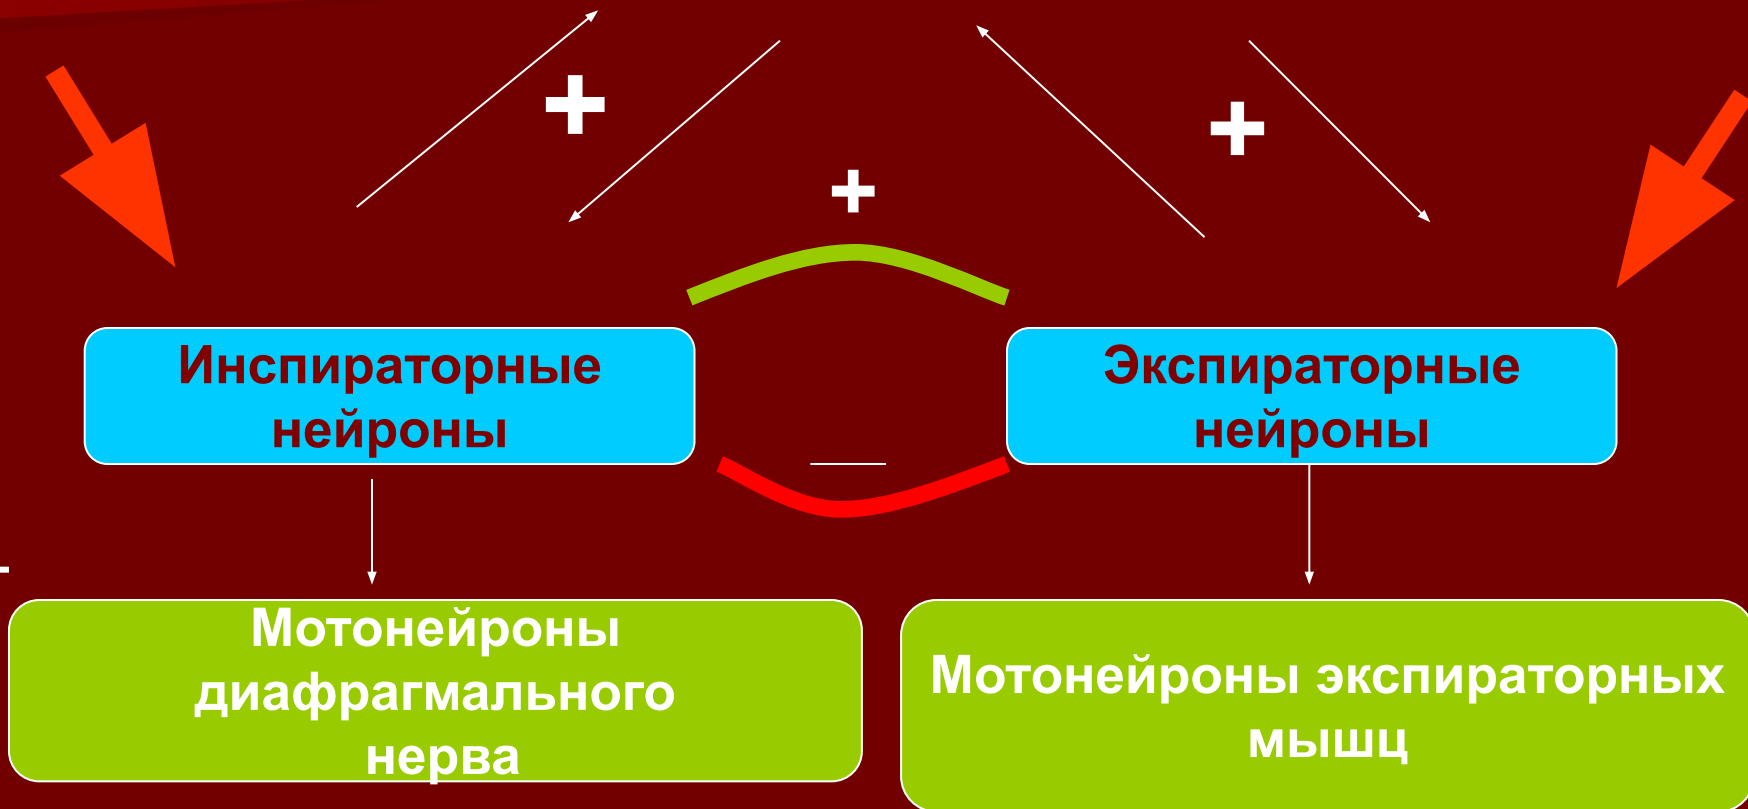 +
+
+
Инспираторные
нейроны
Экспираторные
нейроны
—
Мотонейроны
диафрагмального
нерва
Мотонейроны экспираторных
мышц